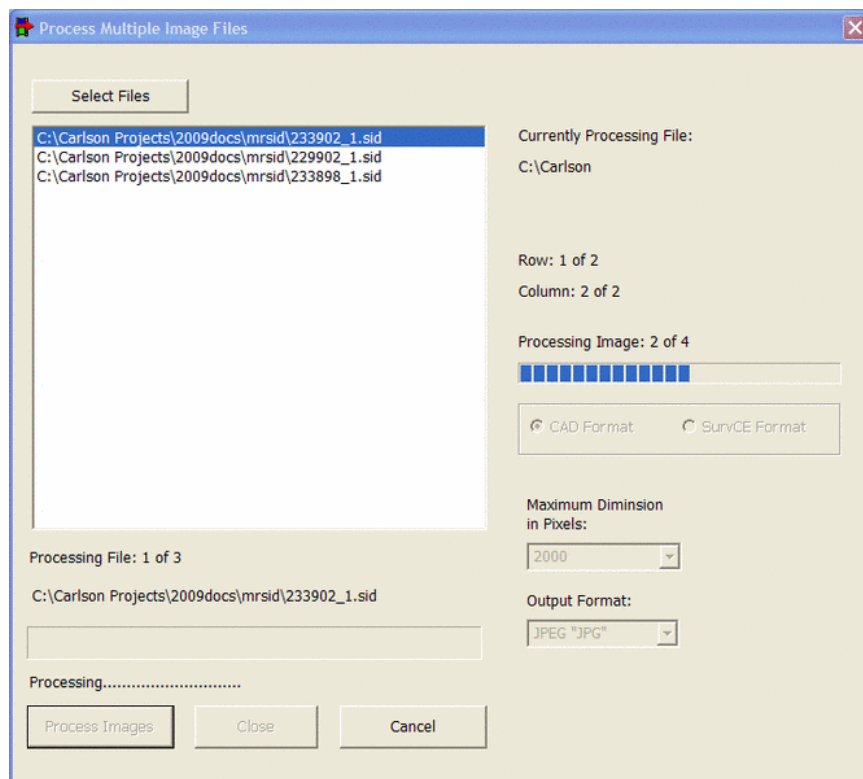 Process Multiple Image Files
Select Files
C:\Carlson Projects\2009docs\mrsid\233902_1.sid
C:\Carlson Projects\2009docs\mrsid\229902_1.sid
C:\Carlson Projects\2009docs\mrsid\233898_1.sid
Currently Processing File:
C:\Carlson
Row: 1 of 2
Column: 2 of 2
Processing Image: 2 of 4
CAD Format
SurvCE Format
Maximum Diminsion
in Pixels:
2000
Output Format:
JPEG "JPG"
Processing File: 1 of 3
C:\Carlson Projects\2009docs\mrsid\233902_1.sid
Processing.............................
Process Images
Close
Cancel